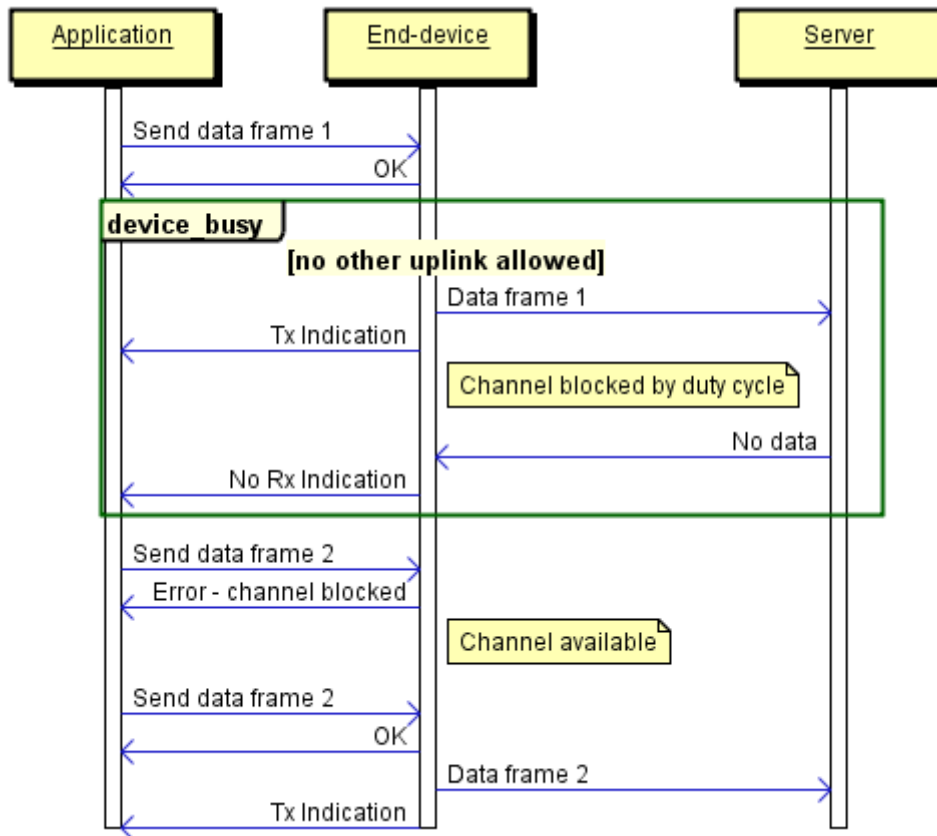 Application
End-device
Server
Send data frame 1
OK
device_busy
[no other uplink allowed]
Data frame 1
Tx Indication
Channel blocked by duty cycle
No data
No Rx Indication
Send data frame 2
Error - channel blocked
Channel available
Send data frame 2
OK
Data frame 2
Tx Indication